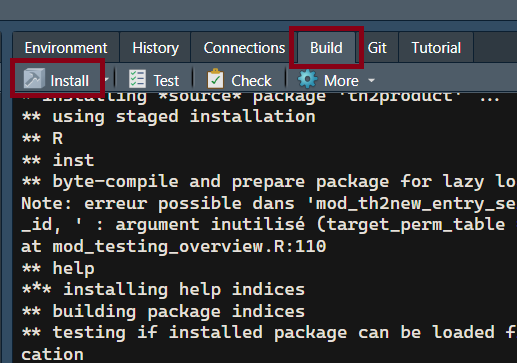 Environment History Connections Build Git Tutorial
Install Test Check More
* installing *source* package 'th2product' ...
** using staged installation
** R
** inst
** byte-compile and prepare package for lazy lo
Note: erreur possible dans 'mod_th2new_entry_se
_id, ' : argument inutilisé (target_perm_table
at mod_testing_overview.R:110
** help
*** installing help indices
** building package indices
** testing if installed package can be loaded f
cation